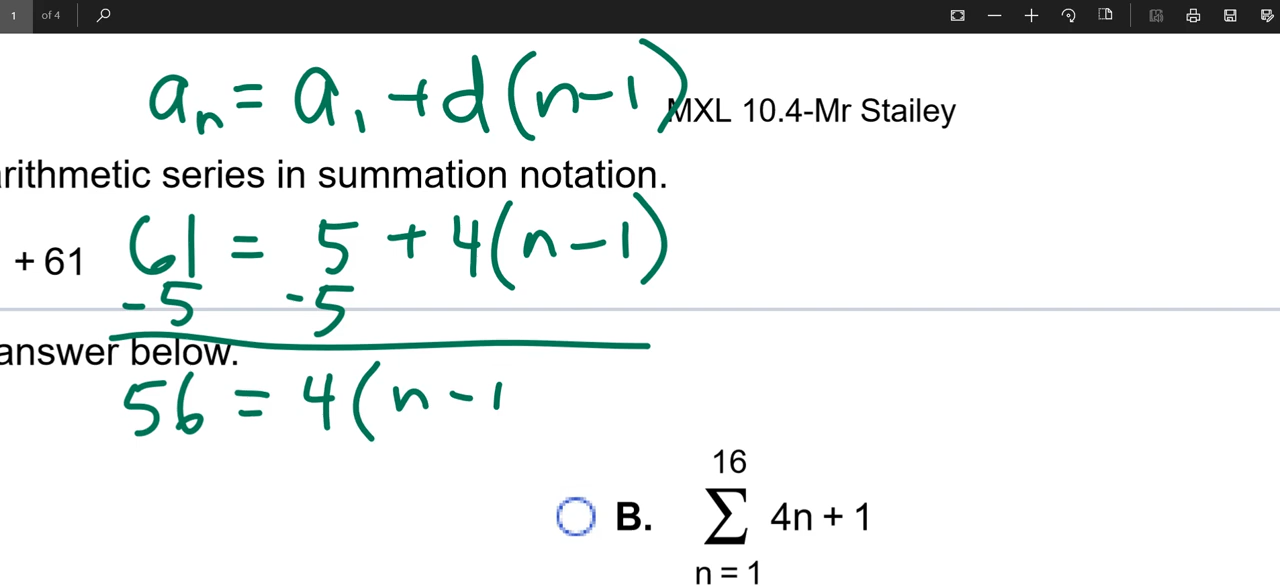 1 of 4
aₙ = a₁ + d(n-1)
MXL 10.4-Mr Stailey
rithmetic series in summation notation.
+ 61
61 = 5 + 4(n-1)
-5 -5
answer below.
56 = 4(n-1
B.
16
Σ 4n + 1
n = 1